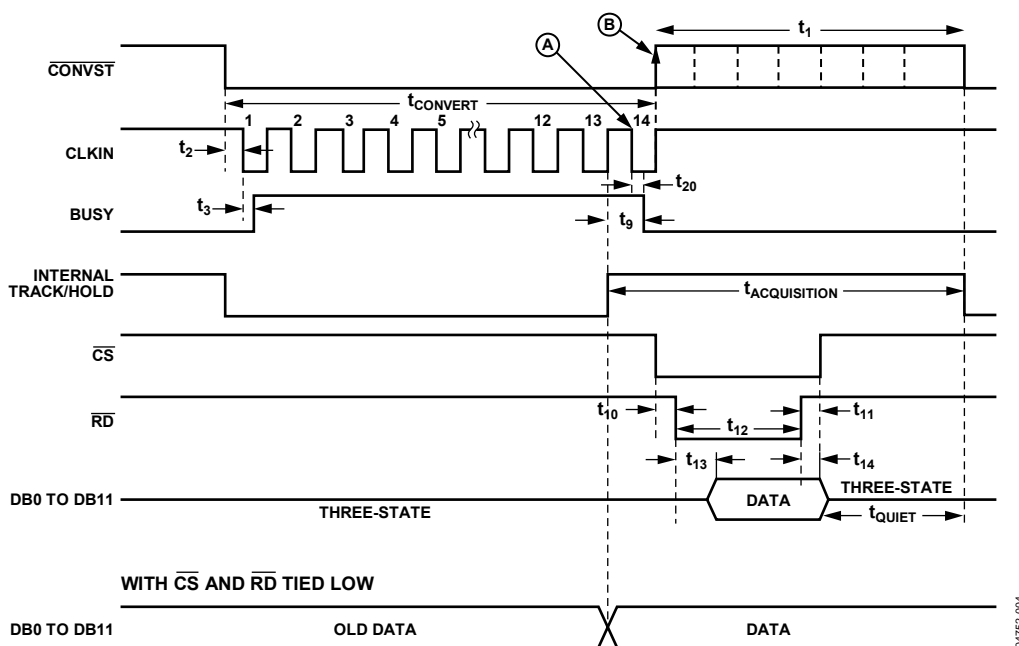 B
t1
A
CONVST
tCONVERT
1 2 3 4 5 12 13 14
t2
CLKIN
t20
t3
BUSY
t9
INTERNAL
TRACK/HOLD
tACQUISITION
CS
RD
t10
t12
t11
t13
t14
DB0 TO DB11
THREE-STATE
DATA
THREE-STATE
tQUIET
WITH CS AND RD TIED LOW
DB0 TO DB11
OLD DATA
DATA